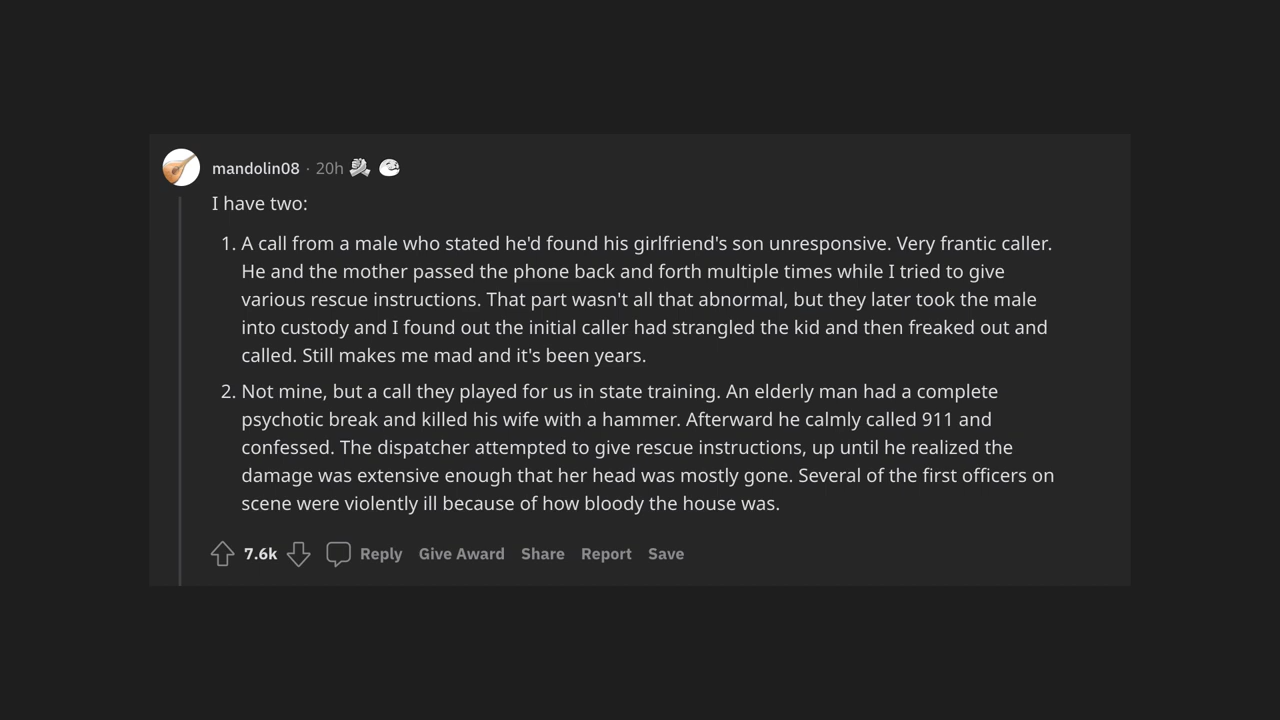 mandolin08 · 20h
I have two:
1. A call from a male who stated he'd found his girlfriend's son unresponsive. Very frantic caller.
He and the mother passed the phone back and forth multiple times while I tried to give
various rescue instructions. That part wasn't all that abnormal, but they later took the male
into custody and I found out the initial caller had strangled the kid and then freaked out and
called. Still makes me mad and it's been years.
2. Not mine, but a call they played for us in state training. An elderly man had a complete
psychotic break and killed his wife with a hammer. Afterward he calmly called 911 and
confessed. The dispatcher attempted to give rescue instructions, up until he realized the
damage was extensive enough that her head was mostly gone. Several of the first officers on
scene were violently ill because of how bloody the house was.
7.6k Reply Give Award Share Report Save